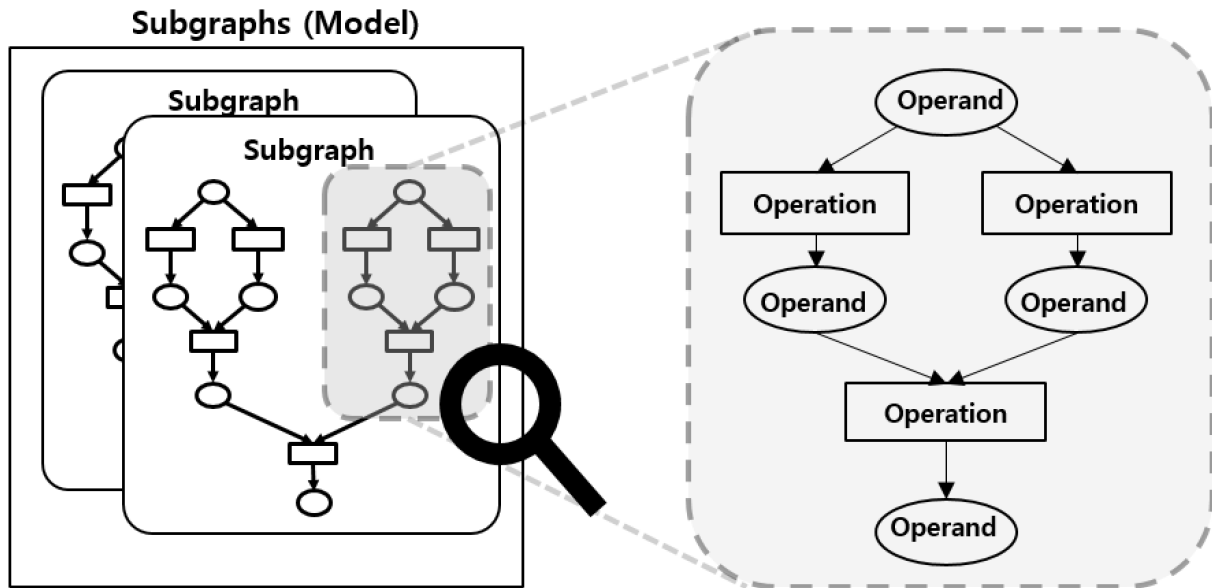 Subgraphs (Model)
Subgraph
Subgraph
Operand
Operation
Operation
Operand
Operand
Operation
Operand